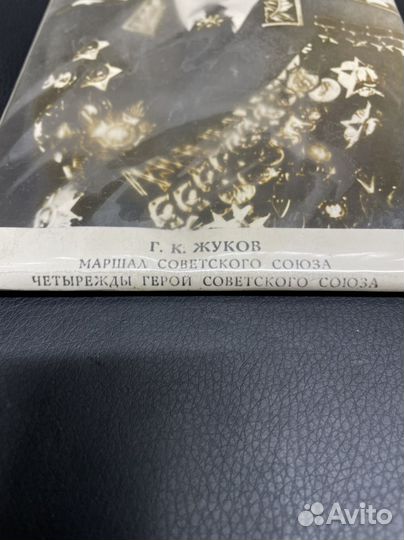 Г. К. ЖУКОВ
МАРШАЛ СОВЕТСКОГО СОЮЗА
ЧЕТЫРЕЖДЫ ГЕРОЙ СОВЕТСКОГО СОЮЗА
Avito